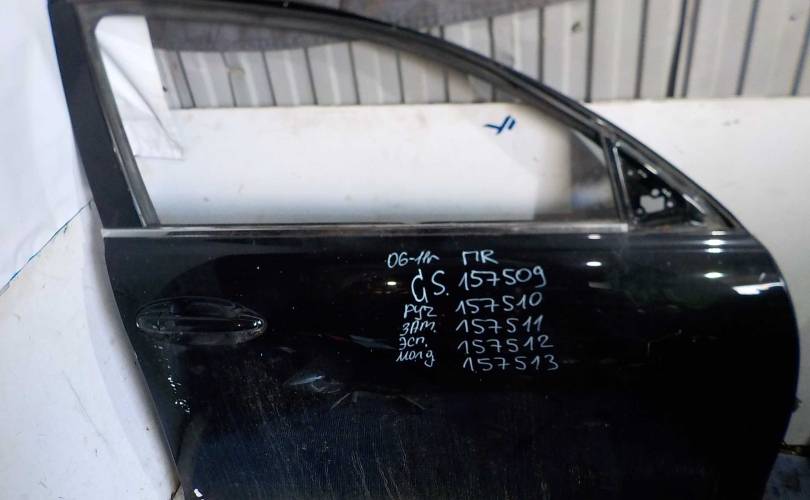 06-11г ПR
GS. 157509
РУЧ. 157510
ЗАМ. 157511
ЭСП. 157512
МОЛД 157513